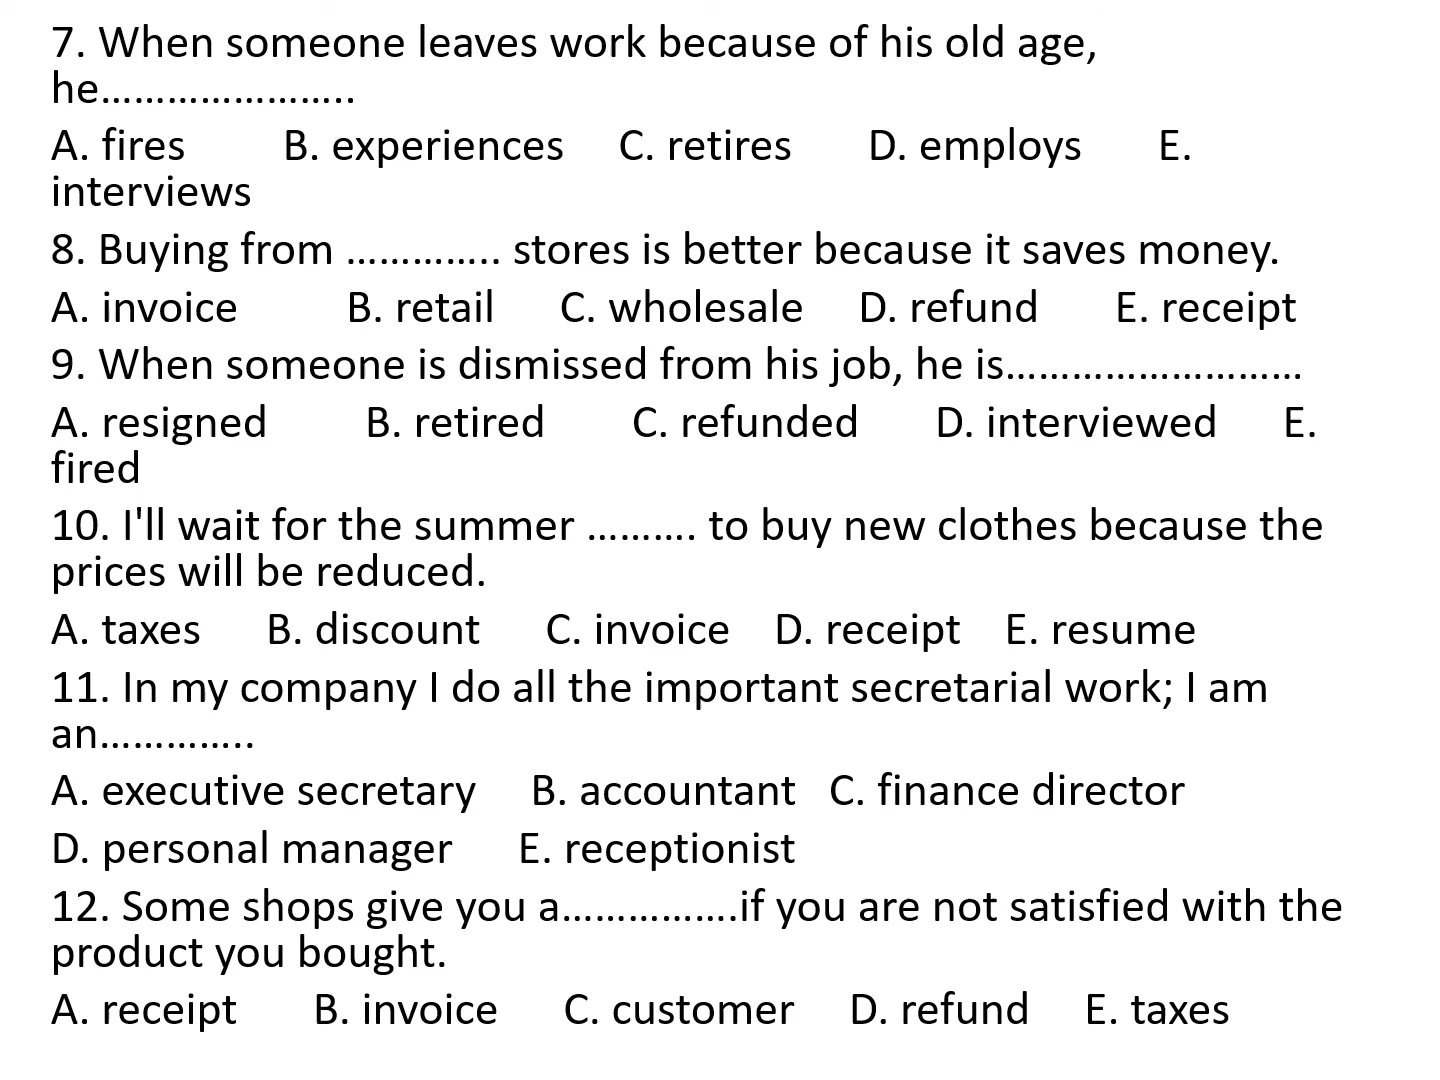 7. When someone leaves work because of his old age,
he…………………..
A. fires B. experiences C. retires D. employs E.
interviews
8. Buying from ………….. stores is better because it saves money.
A. invoice B. retail C. wholesale D. refund E. receipt
9. When someone is dismissed from his job, he is………………………
A. resigned B. retired C. refunded D. interviewed E.
fired
10. I'll wait for the summer ………. to buy new clothes because the
prices will be reduced.
A. taxes B. discount C. invoice D. receipt E. resume
11. In my company I do all the important secretarial work; I am
an…………..
A. executive secretary B. accountant C. finance director
D. personal manager E. receptionist
12. Some shops give you a…………….if you are not satisfied with the
product you bought.
A. receipt B. invoice C. customer D. refund E. taxes